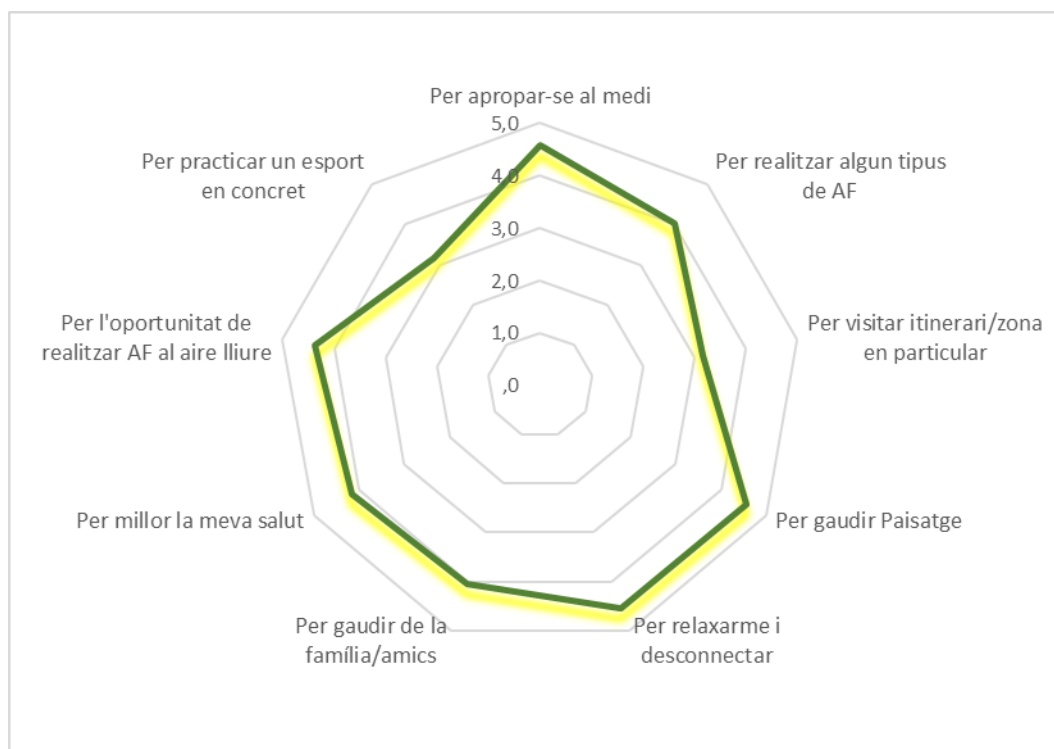 Per apropar-se al medi
5,0
4,0
3,0
2,0
1,0
,0
Per realitzar algun tipus
de AF
Per visitar itinerari/zona
en particular
Per gaudir Paisatge
Per relaxarme i
desconnectar
Per gaudir de la
família/amics
Per millor la meva salut
Per l'oportunitat de
realitzar AF al aire lliure
Per practicar un esport
en concret